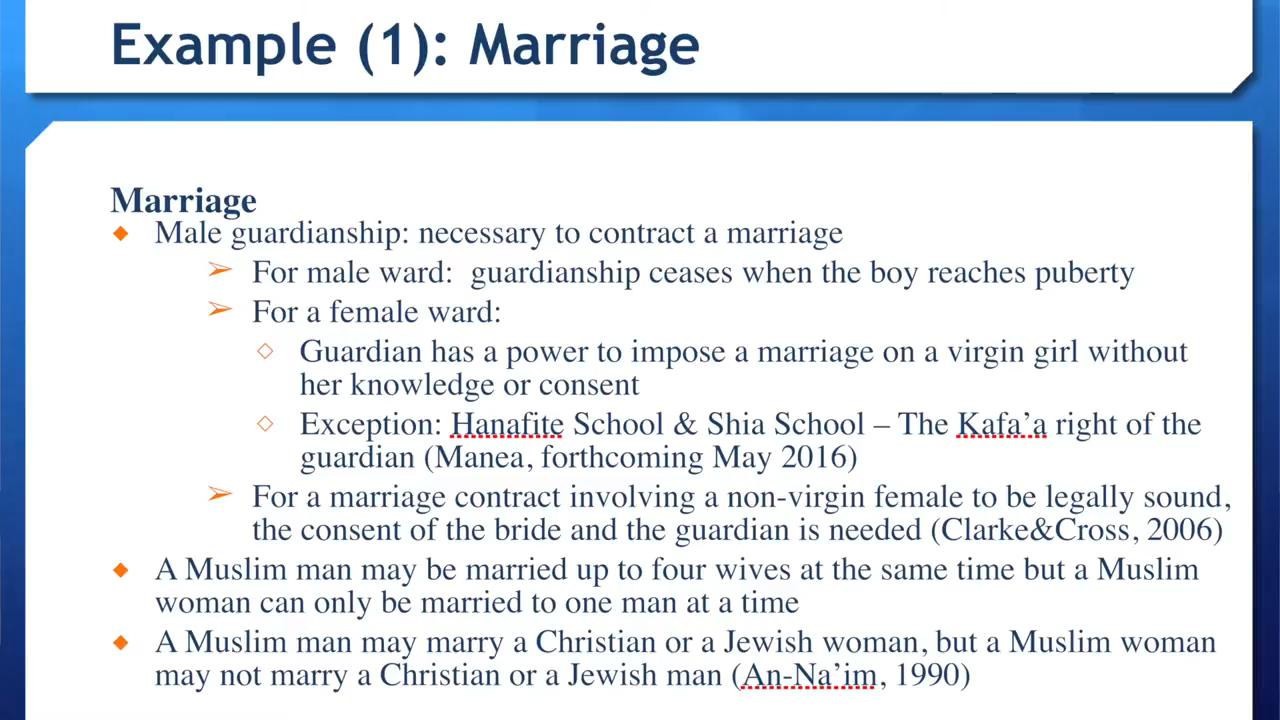 Example (1): Marriage
Marriage
Male guardianship: necessary to contract a marriage
For male ward: guardianship ceases when the boy reaches puberty
For a female ward:
Guardian has a power to impose a marriage on a virgin girl without
her knowledge or consent
Exception: Hanafite School & Shia School – The Kafa’a right of the
guardian (Manea, forthcoming May 2016)
For a marriage contract involving a non-virgin female to be legally sound,
the consent of the bride and the guardian is needed (Clarke&Cross, 2006)
A Muslim man may be married up to four wives at the same time but a Muslim
woman can only be married to one man at a time
A Muslim man may marry a Christian or a Jewish woman, but a Muslim woman
may not marry a Christian or a Jewish man (An-Na’im, 1990)